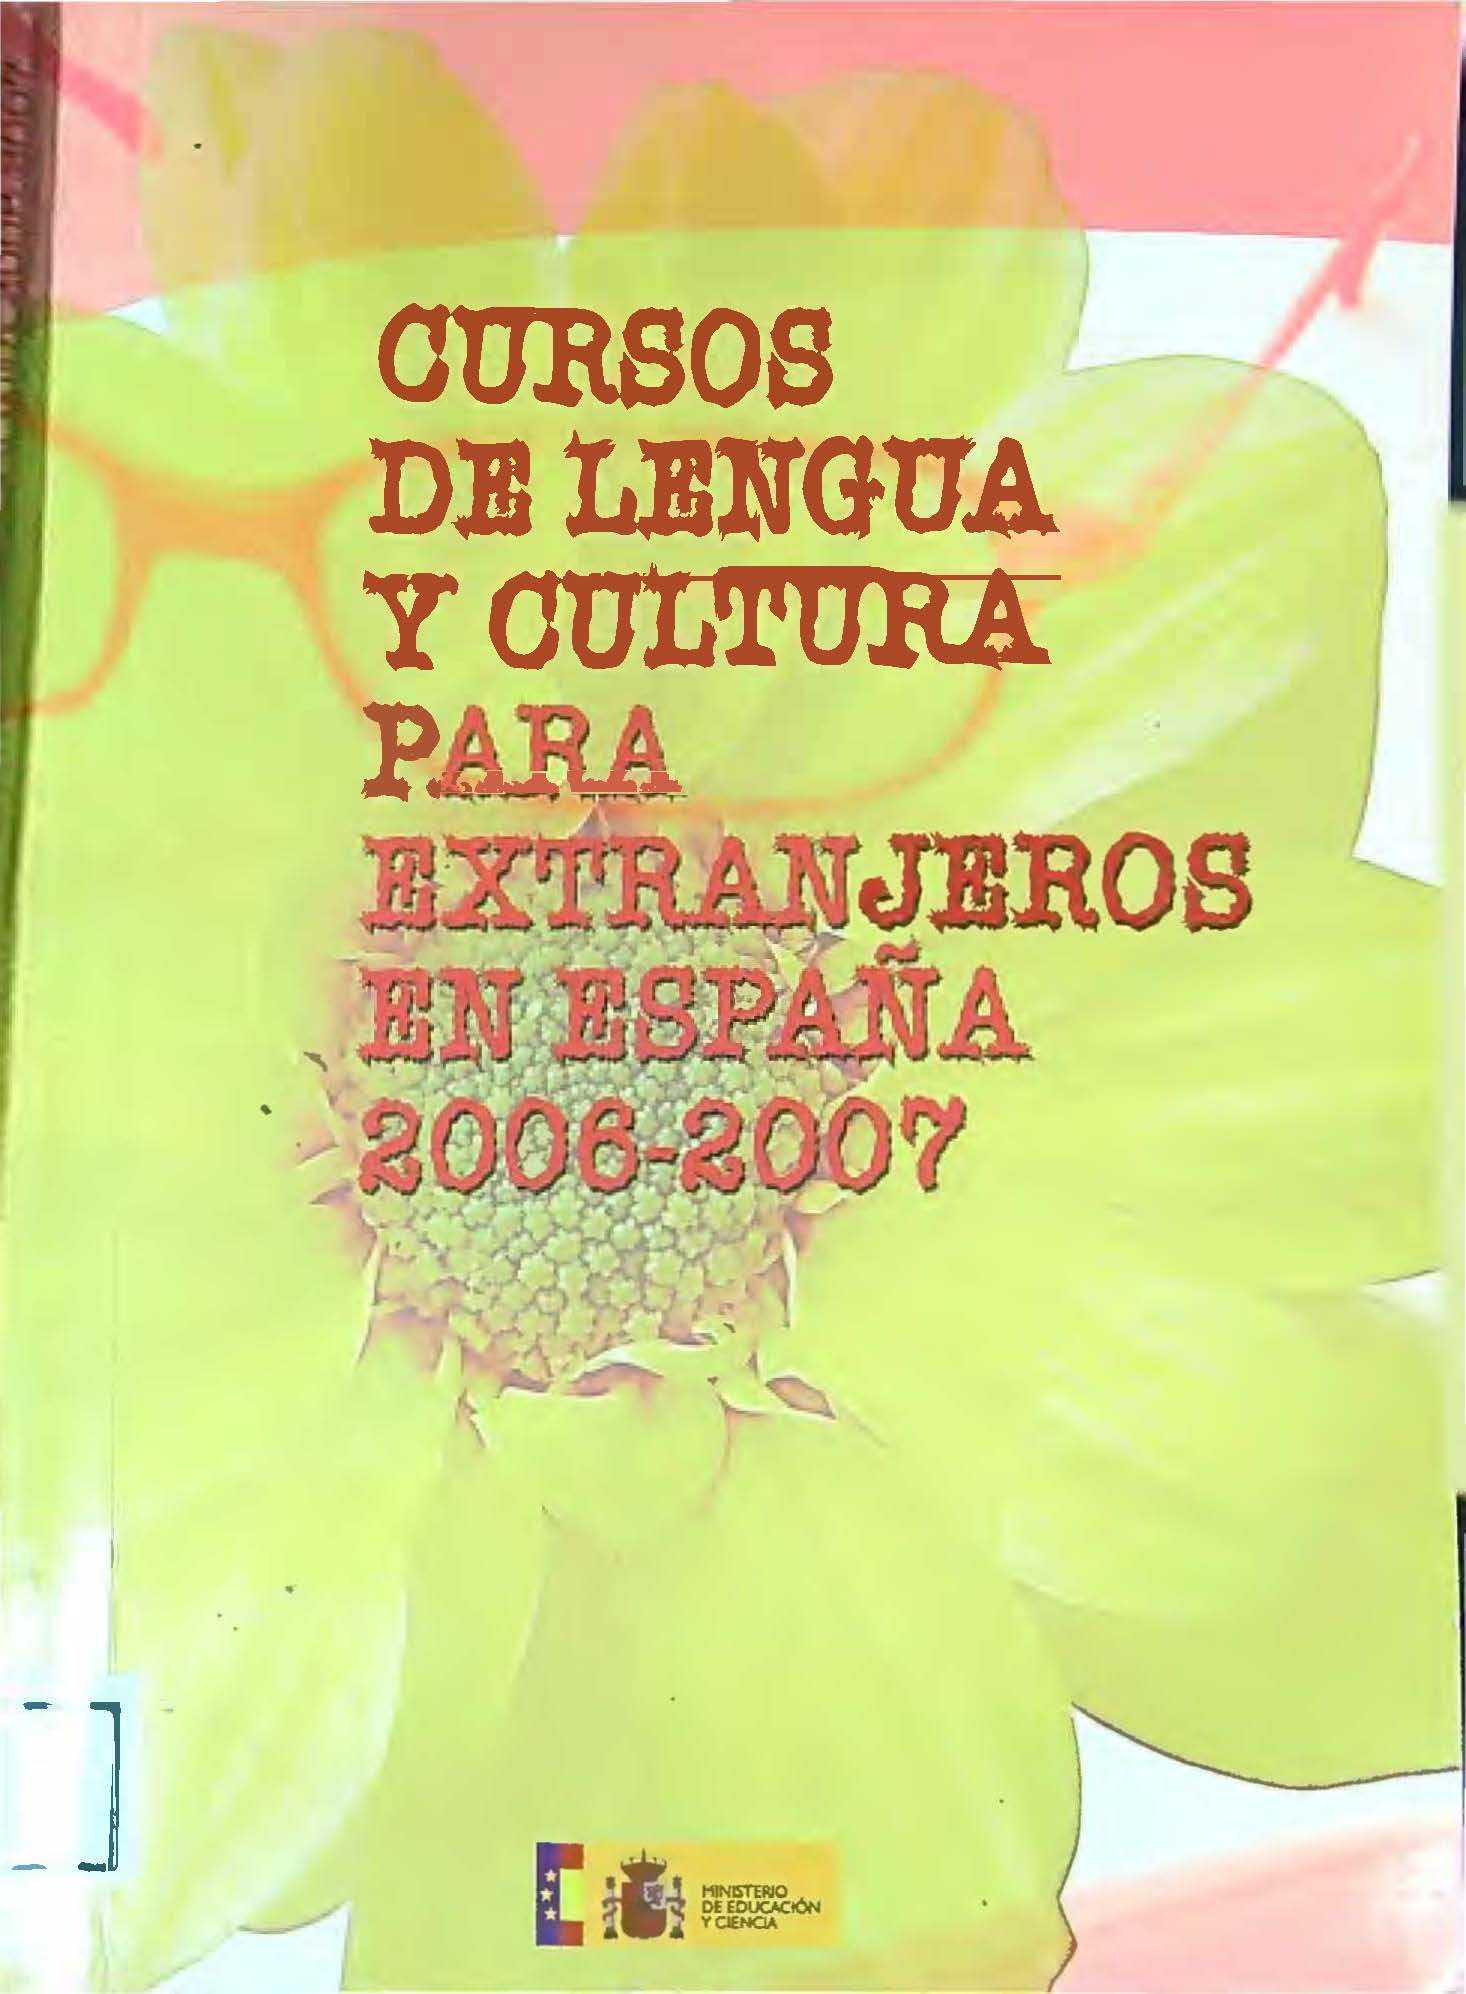 CURSOS
DE LENGUA
Y CULTURA
PARA
EXTRANJEROS
EN ESPAÑA
2006-2007
MINISTERIO
DE EDUCACIÓN
Y CIENCIA